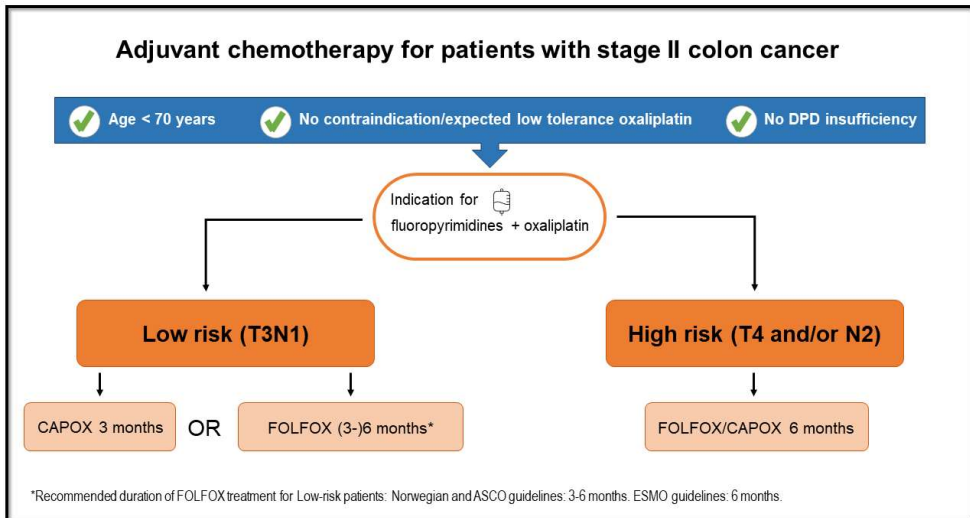 Adjuvant chemotherapy for patients with stage II colon cancer
Age < 70 years
No contraindication/expected low tolerance oxaliplatin
No DPD insufficiency
Indication for
fluoropyrimidines + oxaliplatin
Low risk (T3N1)
High risk (T4 and/or N2)
CAPOX 3 months
OR
FOLFOX (3-)6 months*
FOLFOX/CAPOX 6 months
*Recommended duration of FOLFOX treatment for Low-risk patients: Norwegian and ASCO guidelines: 3-6 months. ESMO guidelines: 6 months.